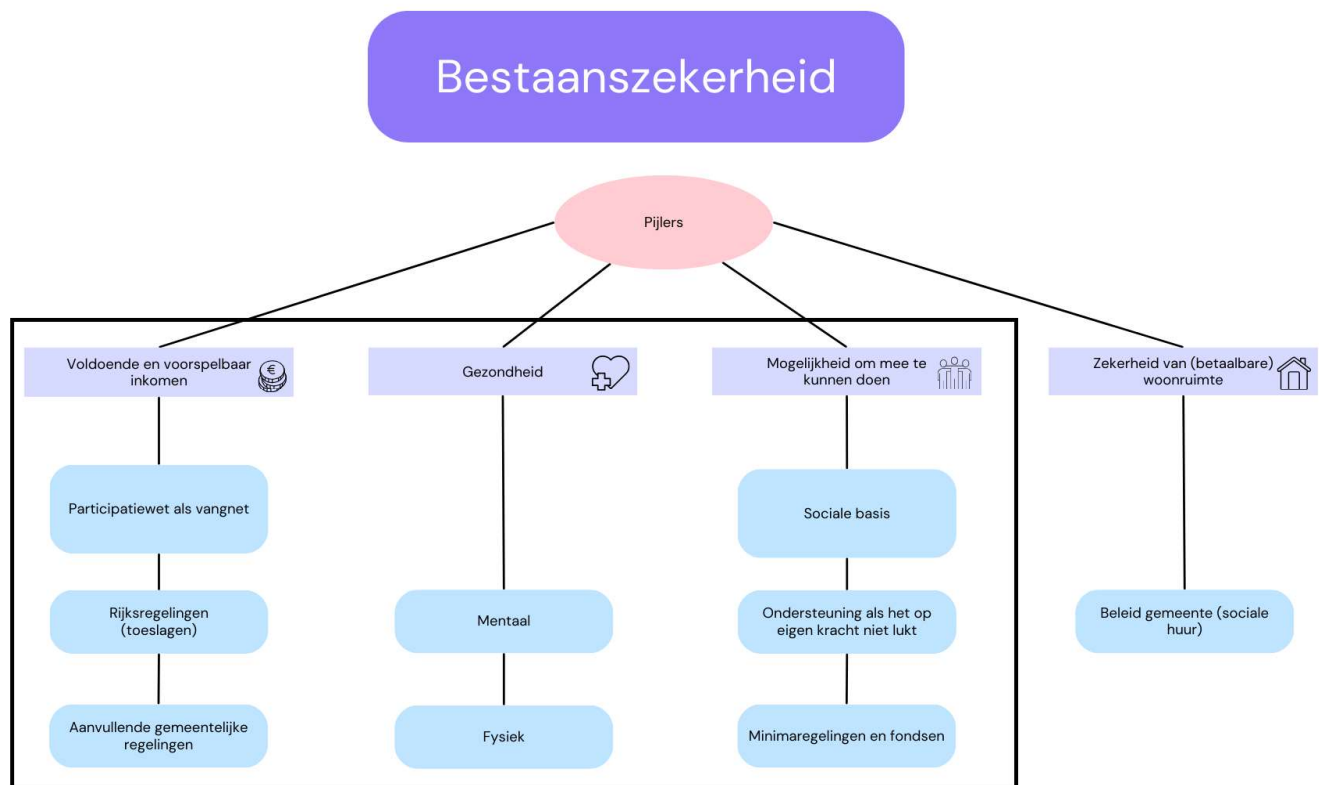 Bestaanszekerheid
Pijlers
Voldoende en voorspelbaar
inkomen
€
Gezondheid
Mogelijkheid om mee te
kunnen doen
Zekerheid van (betaalbare)
woonruimte
Participatiewet als vangnet
Sociale basis
Rijksregelingen
(toeslagen)
Mentaal
Ondersteuning als het op
eigen kracht niet lukt
Beleid gemeente (sociale
huur)
Aanvullende gemeentelijke
regelingen
Fysiek
Minimaregelingen en fondsen